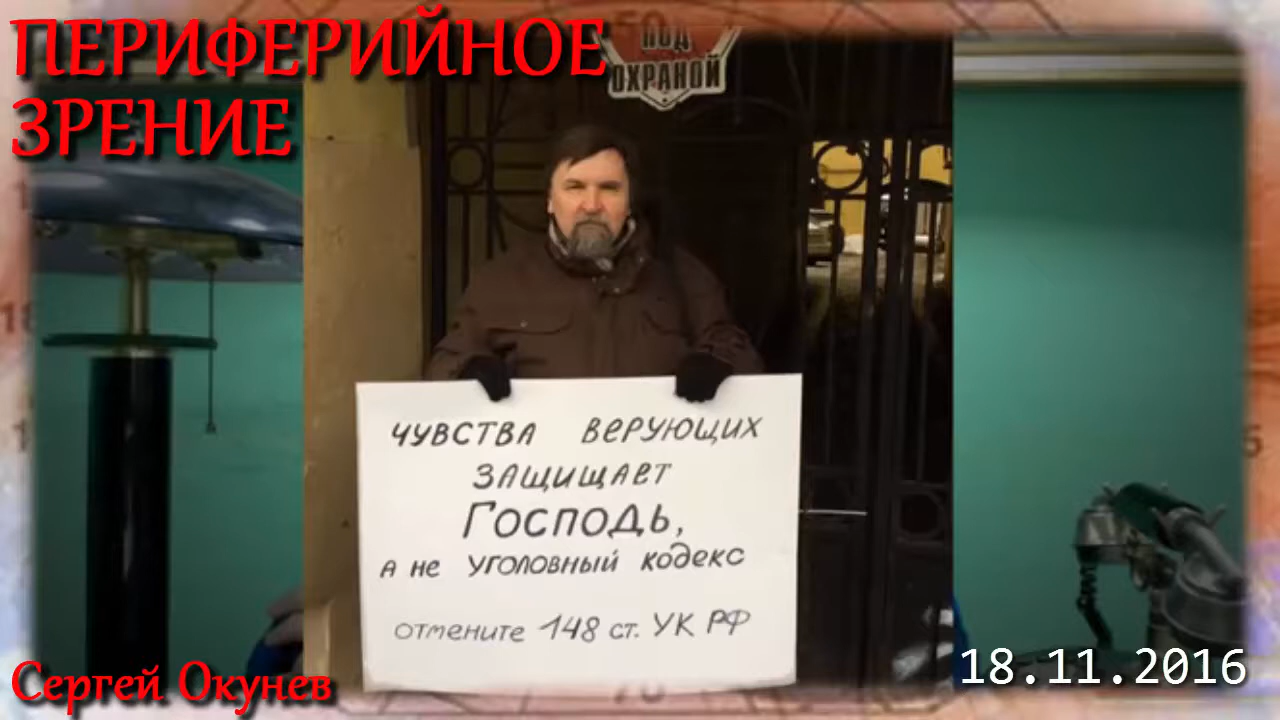 ПЕРИФЕРИЙНОЕ
ЗРЕНИЕ
ПОД
ОХРАНОЙ
ЧУВСТВА ВЕРУЮЩИХ
ЗАЩИЩАЕТ
ГОСПОДЬ,
А НЕ УГОЛОВНЫЙ КОДЕКС
ОТМЕНИТЕ 148 СТ. УК РФ
Сергей Окунев
18.11.2016